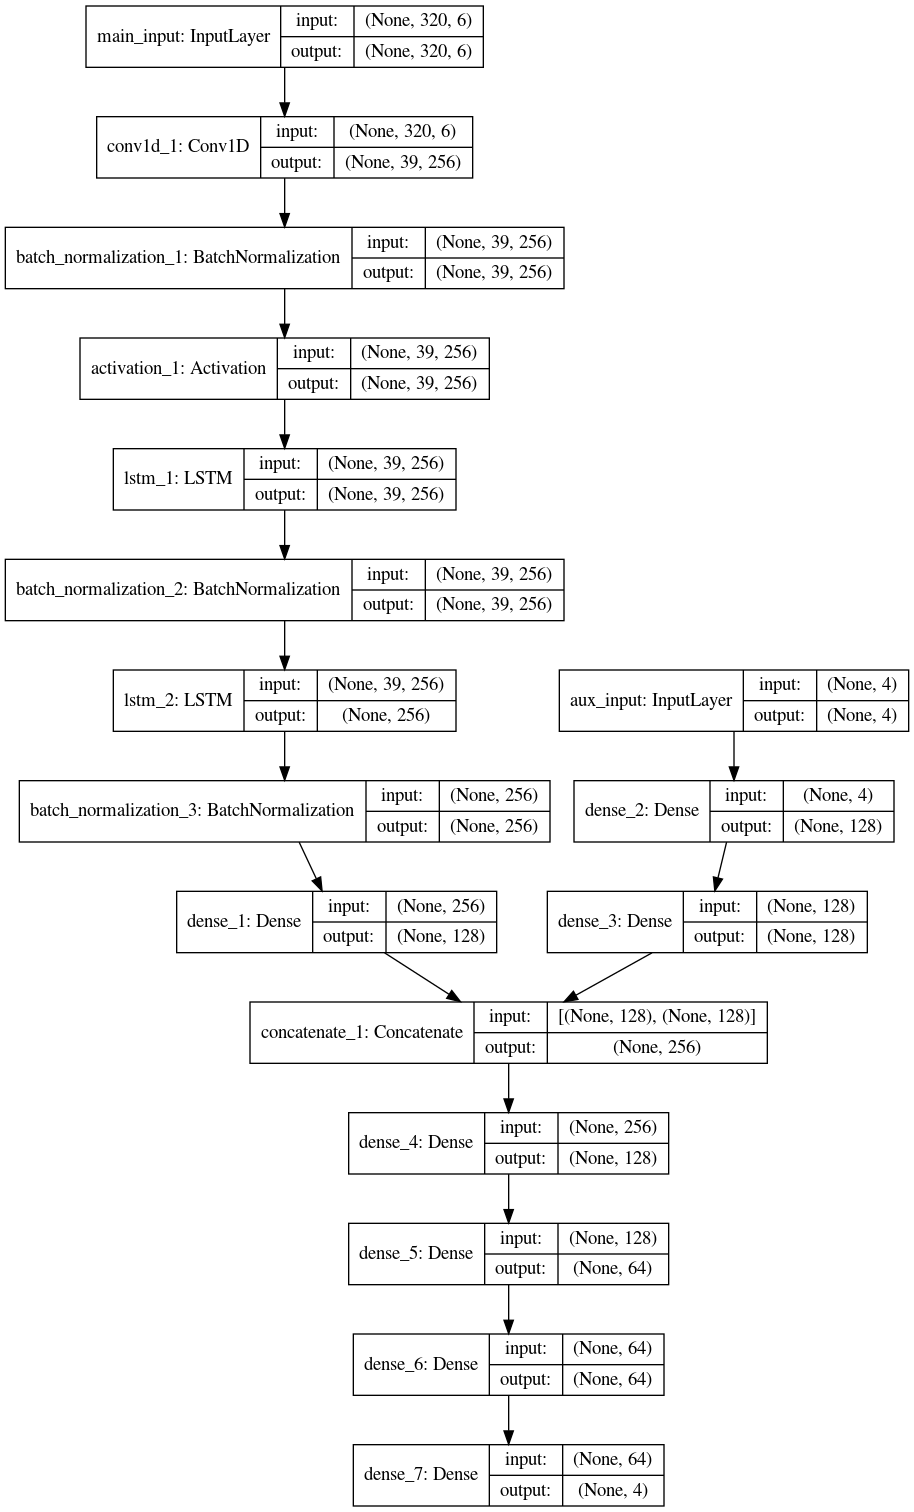 main_input: InputLayer
input: (None, 320, 6)
output: (None, 320, 6)
conv1d_1: Conv1D
input: (None, 320, 6)
output: (None, 39, 256)
batch_normalization_1: BatchNormalization
input: (None, 39, 256)
output: (None, 39, 256)
activation_1: Activation
input: (None, 39, 256)
output: (None, 39, 256)
lstm_1: LSTM
input: (None, 39, 256)
output: (None, 39, 256)
batch_normalization_2: BatchNormalization
input: (None, 39, 256)
output: (None, 39, 256)
lstm_2: LSTM
input: (None, 39, 256)
output: (None, 256)
aux_input: InputLayer
input: (None, 4)
output: (None, 4)
batch_normalization_3: BatchNormalization
input: (None, 256)
output: (None, 256)
dense_2: Dense
input: (None, 4)
output: (None, 128)
dense_1: Dense
input: (None, 256)
output: (None, 128)
dense_3: Dense
input: (None, 128)
output: (None, 128)
concatenate_1: Concatenate
input: [(None, 128), (None, 128)]
output: (None, 256)
dense_4: Dense
input: (None, 256)
output: (None, 128)
dense_5: Dense
input: (None, 128)
output: (None, 64)
dense_6: Dense
input: (None, 64)
output: (None, 64)
dense_7: Dense
input: (None, 64)
output: (None, 4)